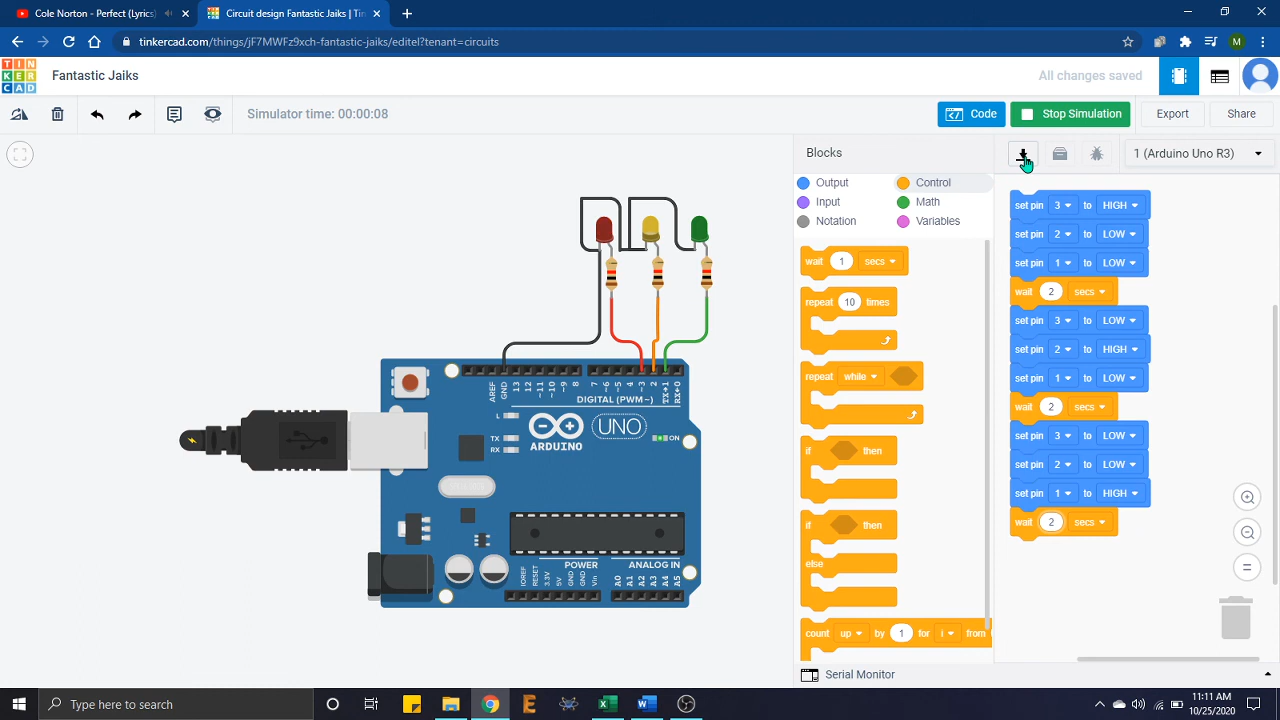 Cole Norton - Perfect (Lyrics)
Circuit design Fantastic Jaiks | Tin
tinkercad.com/things/jF7MWFz9xch-fantastic-jaiks/editel?tenant=circuits
M
TIN
KER
CAD
Fantastic Jaiks
All changes saved
Simulator time: 00:00:08
Code
Stop Simulation
Export
Share
Blocks
1 (Arduino Uno R3)
Output
Control
Input
Math
Notation
Variables
wait 1 secs
repeat 10 times
repeat while
if then
if then
else
count up by 1 for i from
set pin 3 to HIGH
set pin 2 to LOW
set pin 1 to LOW
wait 2 secs
set pin 3 to LOW
set pin 2 to HIGH
set pin 1 to LOW
wait 2 secs
set pin 3 to LOW
set pin 2 to LOW
set pin 1 to HIGH
wait 2 secs
AREF
GND
13
12
~11
~10
~9
8
7
~6
~5
4
~3
2
TX→1
RX←0
DIGITAL (PWM~)
L
TX
RX
UNO
ARDUINO
ON
POWER
ANALOG IN
IOREF
RESET
3.3V
5V
GND
GND
Vin
A0
A1
A2
A3
A4
A5
Serial Monitor
Type here to search
11:11 AM
10/25/2020